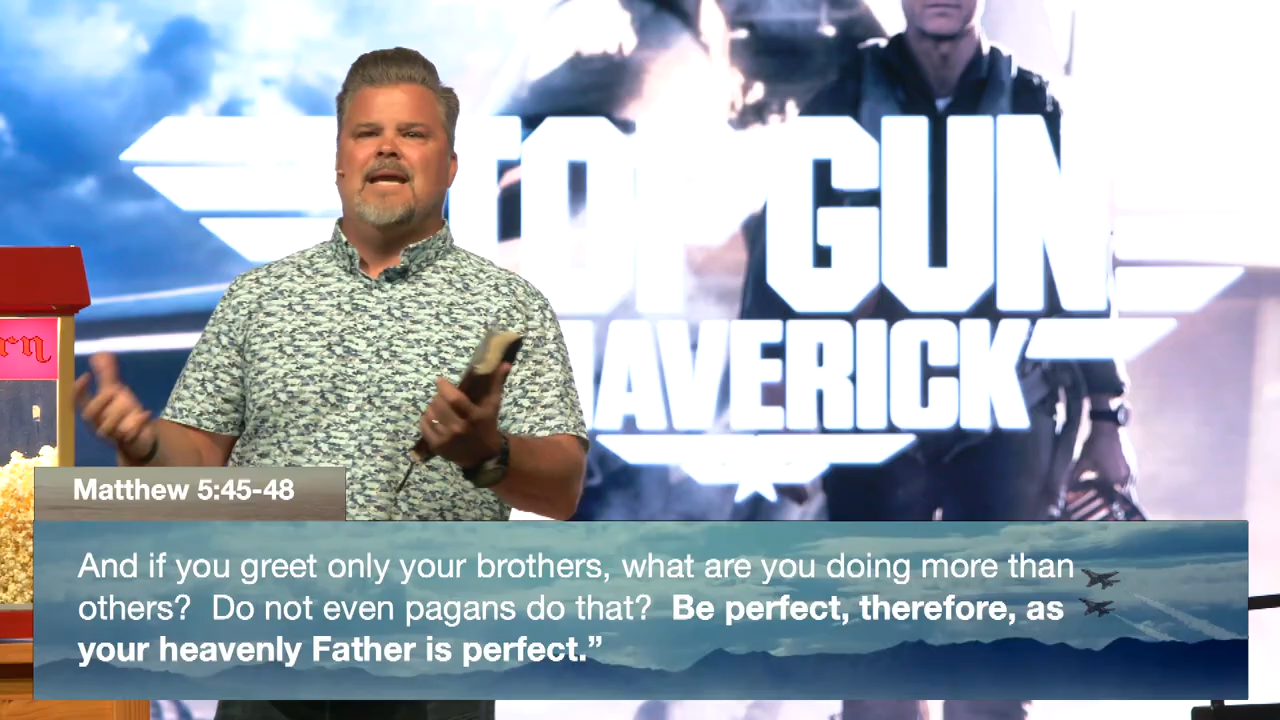 TOP GUN
MAVERICK
rn
Matthew 5:45-48
And if you greet only your brothers, what are you doing more than
others?  Do not even pagans do that?  Be perfect, therefore, as
your heavenly Father is perfect.”